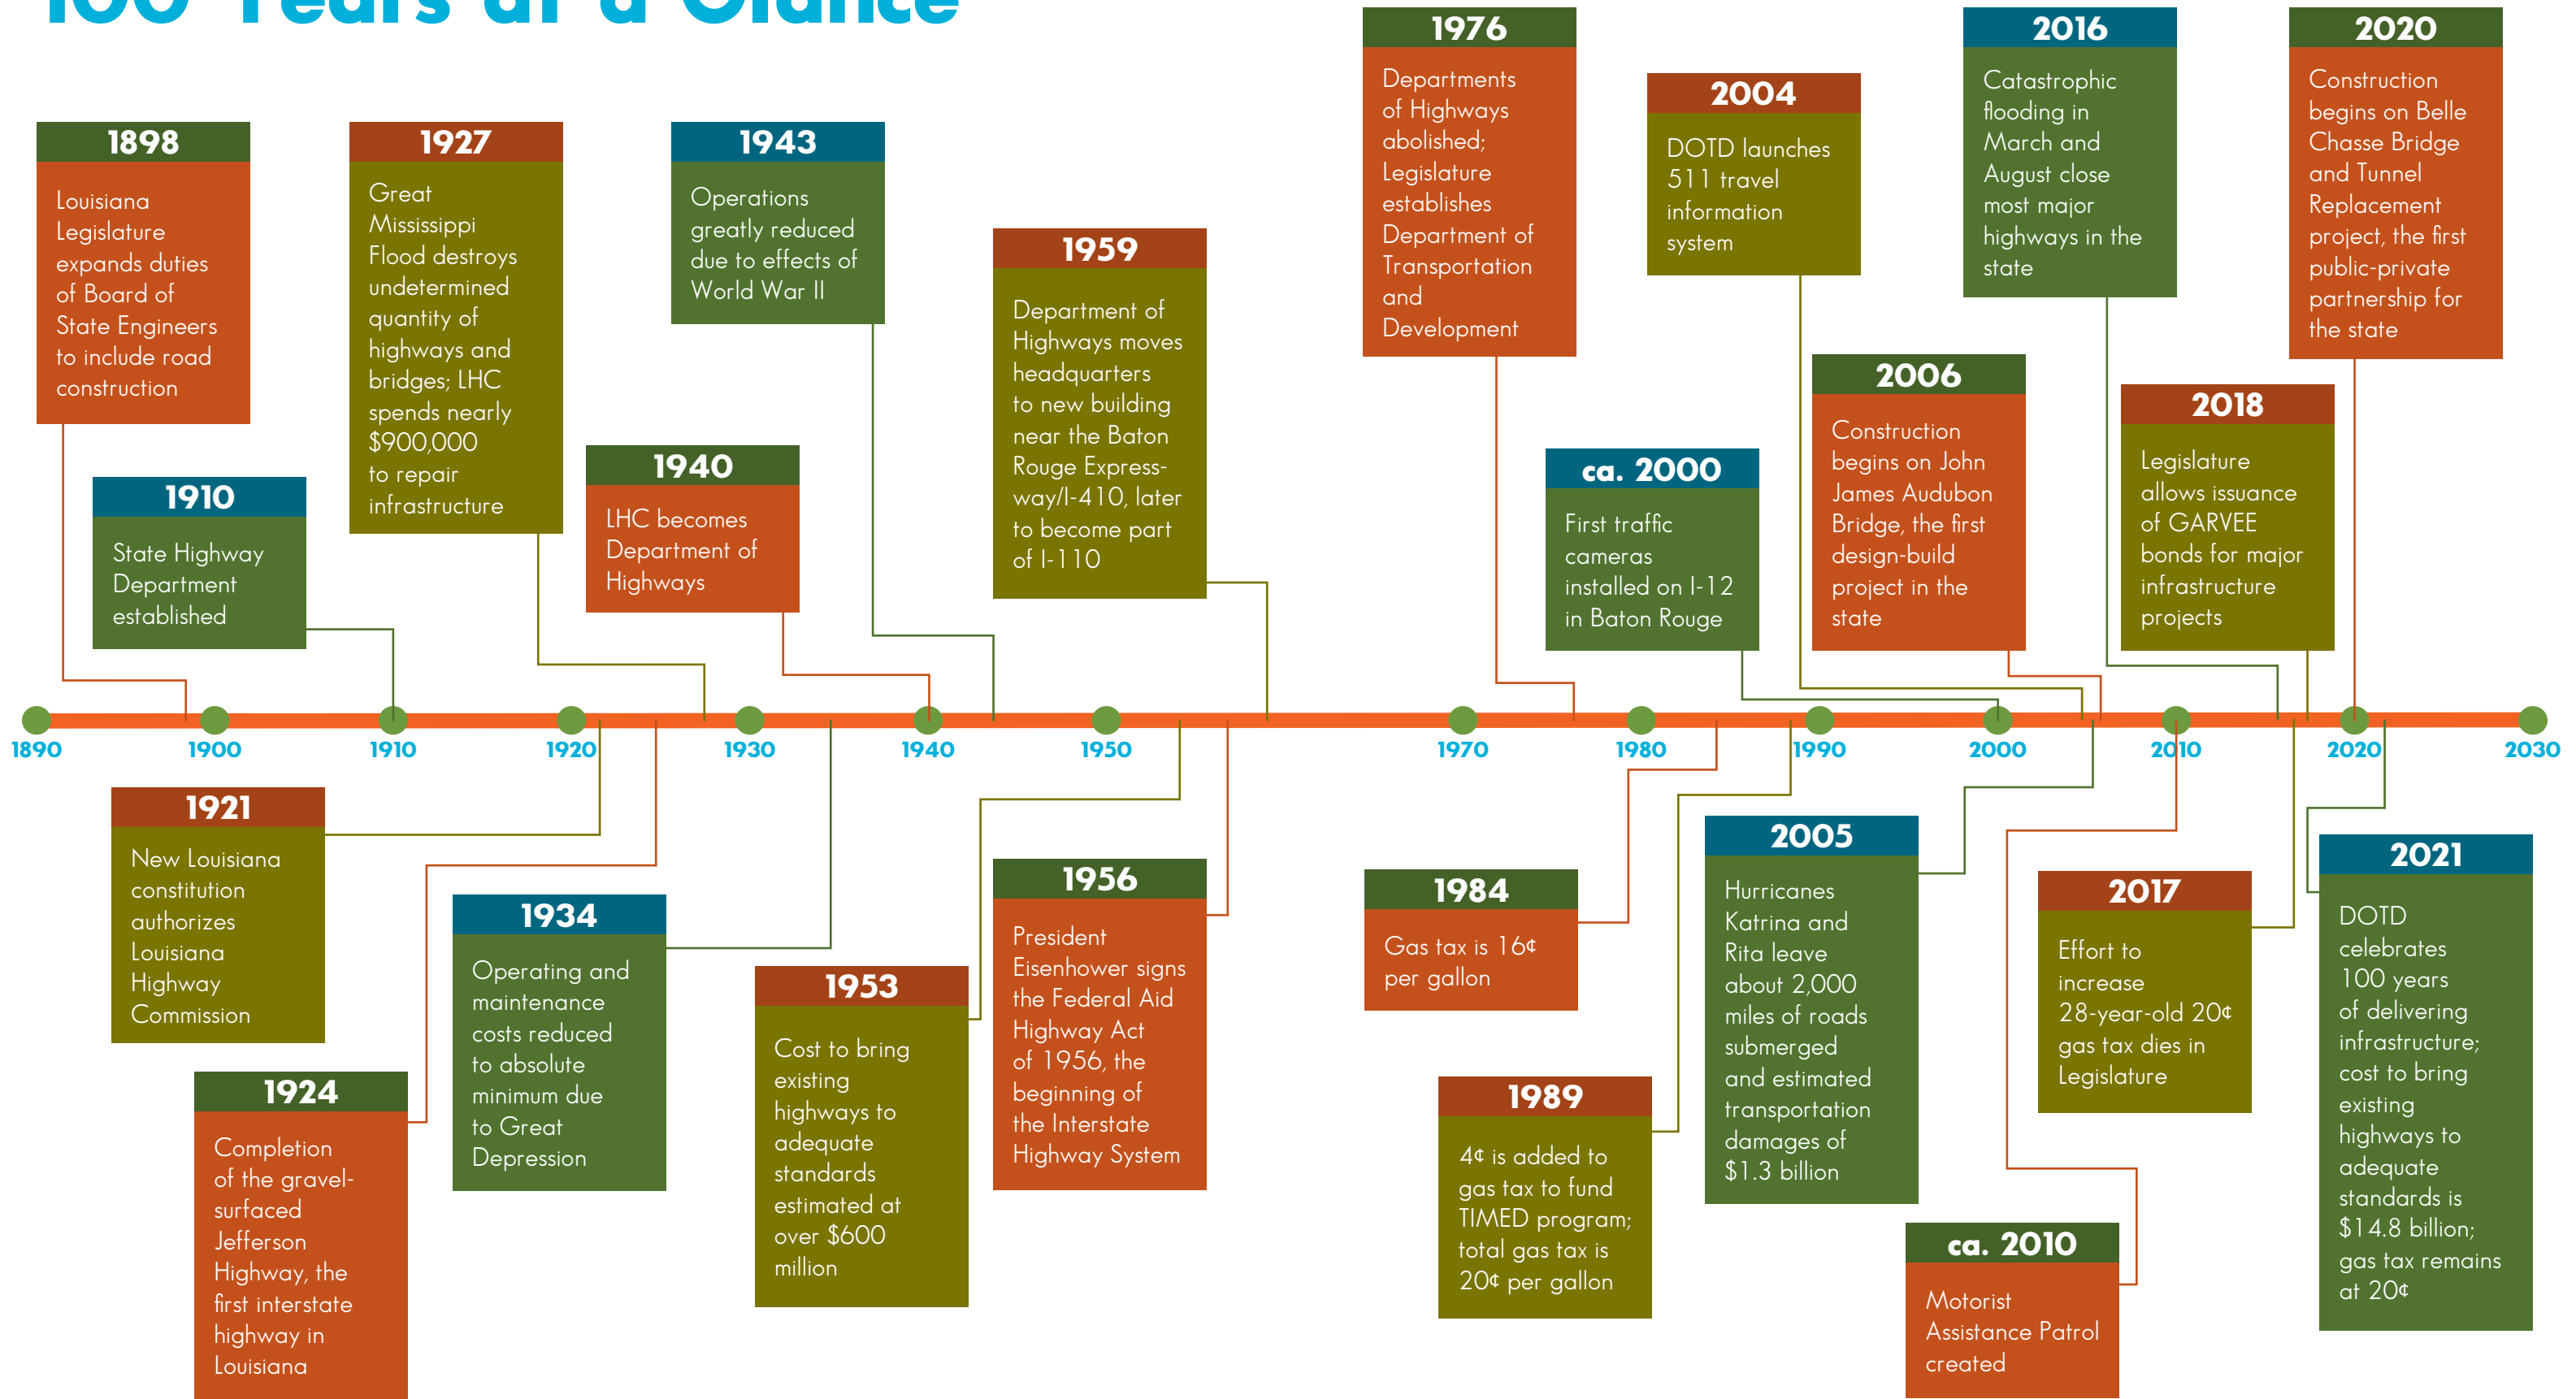 100 Years at a Glance
1898
Louisiana
Legislature
expands duties
of Board of
State Engineers
to include road
construction
1910
State Highway
Department
established
1927
Great
Mississippi
Flood destroys
undetermined
quantity of
highways and
bridges; LHC
spends nearly
$900,000
to repair
infrastructure
1940
LHC becomes
Department of
Highways
1943
Operations
greatly reduced
due to effects of
World War II
1959
Department of
Highways moves
headquarters
to new building
near the Baton
Rouge Express-
way/I-410, later
to become part
of I-110
1976
Departments
of Highways
abolished;
Legislature
establishes
Department of
Transportation
and
Development
ca. 2000
First traffic
cameras
installed on I-12
in Baton Rouge
2004
DOTD launches
511 travel
information
system
2006
Construction
begins on John
James Audubon
Bridge, the first
design-build
project in the
state
2016
Catastrophic
flooding in
March and
August close
most major
highways in the
state
2018
Legislature
allows issuance
of GARVEE
bonds for major
infrastructure
projects
2020
Construction
begins on Belle
Chasse Bridge
and Tunnel
Replacement
project, the first
public-private
partnership for
the state
1890 1900 1910 1920 1930 1940 1950 1970 1980 1990 2000 2010 2020 2030
1921
New Louisiana
constitution
authorizes
Louisiana
Highway
Commission
1924
Completion
of the gravel-
surfaced
Jefferson
Highway, the
first interstate
highway in
Louisiana
1934
Operating and
maintenance
costs reduced
to absolute
minimum due
to Great
Depression
1953
Cost to bring
existing
highways to
adequate
standards
estimated at
over $600
million
1956
President
Eisenhower signs
the Federal Aid
Highway Act
of 1956, the
beginning of
the Interstate
Highway System
1984
Gas tax is 16¢
per gallon
1989
4¢ is added to
gas tax to fund
TIMED program;
total gas tax is
20¢ per gallon
2005
Hurricanes
Katrina and
Rita leave
about 2,000
miles of roads
submerged
and estimated
transportation
damages of
$1.3 billion
ca. 2010
Motorist
Assistance Patrol
created
2017
Effort to
increase
28-year-old 20¢
gas tax dies in
Legislature
2021
DOTD
celebrates
100 years
of delivering
infrastructure;
cost to bring
existing
highways to
adequate
standards is
$14.8 billion;
gas tax remains
at 20¢